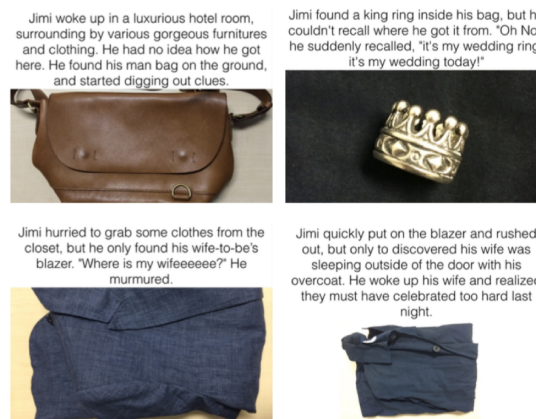 Jimi woke up in a luxurious hotel room,
surrounding by various gorgeous furnitures
and clothing. He had no idea how he got
here. He found his man bag on the ground,
and started digging out clues.
Jimi found a king ring inside his bag, but h
couldn't recall where he got it from. "Oh No
he suddenly recalled, "it's my wedding ring
it's my wedding today!"
Jimi hurried to grab some clothes from the
closet, but he only found his wife-to-be's
blazer. "Where is my wifeeeeee?" He
murmured.
Jimi quickly put on the blazer and rushed
out, but only to discovered his wife was
sleeping outside of the door with his
overcoat. He woke up his wife and realized
they must have celebrated too hard last
night.